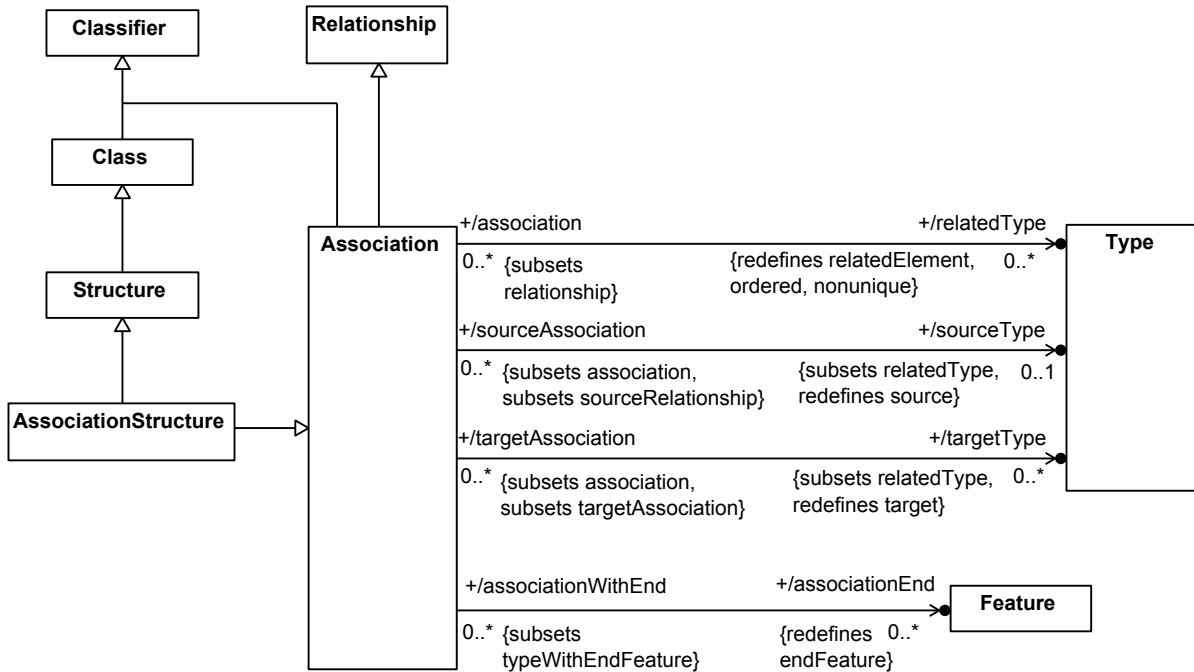 Classifier
Relationship
Class
Structure
AssociationStructure
Association
Type
+/association
+/relatedType
0..* {subsets
relationship}
{redefines relatedElement, 0..*
ordered, nonunique}
+/sourceAssociation
+/sourceType
0..* {subsets association,
subsets sourceRelationship}
{subsets relatedType, 0..1
redefines source}
+/targetAssociation
+/targetType
0..* {subsets association,
subsets targetAssociation}
{subsets relatedType, 0..*
redefines target}
+/associationWithEnd
+/associationEnd
Feature
0..* {subsets
typeWithEndFeature}
{redefines 0..*
endFeature}